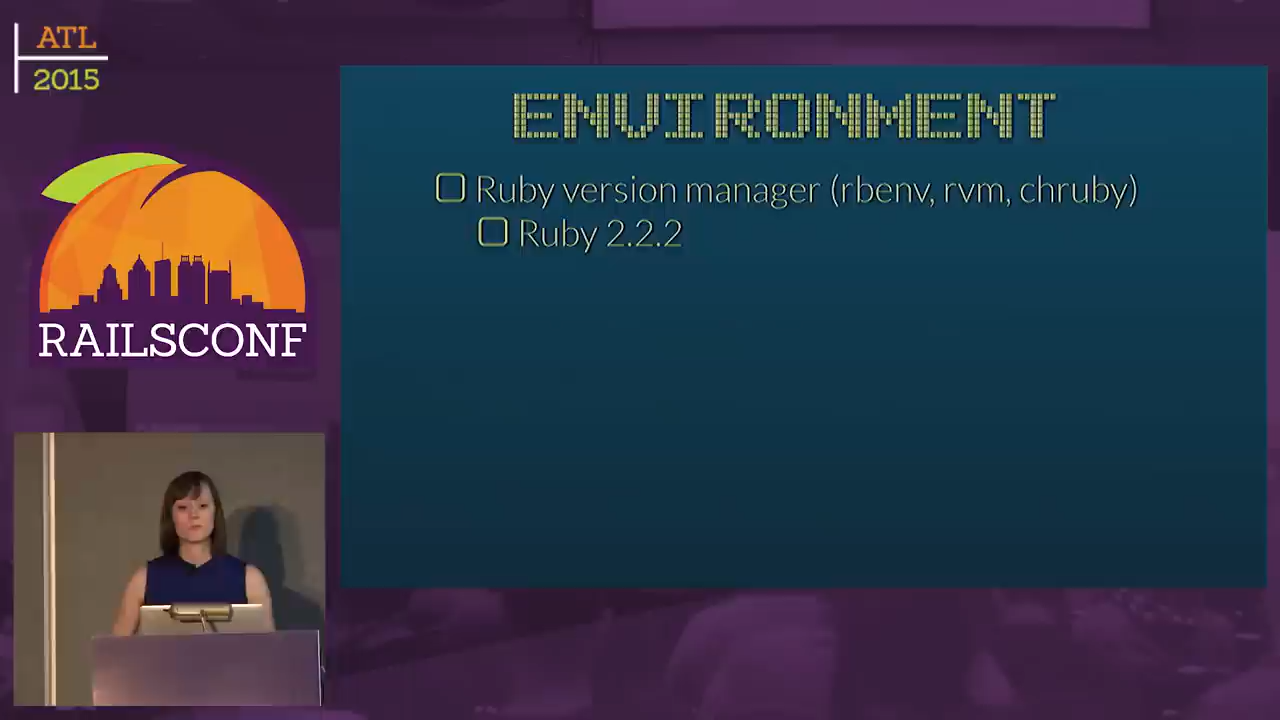 ATL
2015
RAILSCONF
ENVIRONMENT
Ruby version manager (rbenv, rvm, chruby)
Ruby 2.2.2